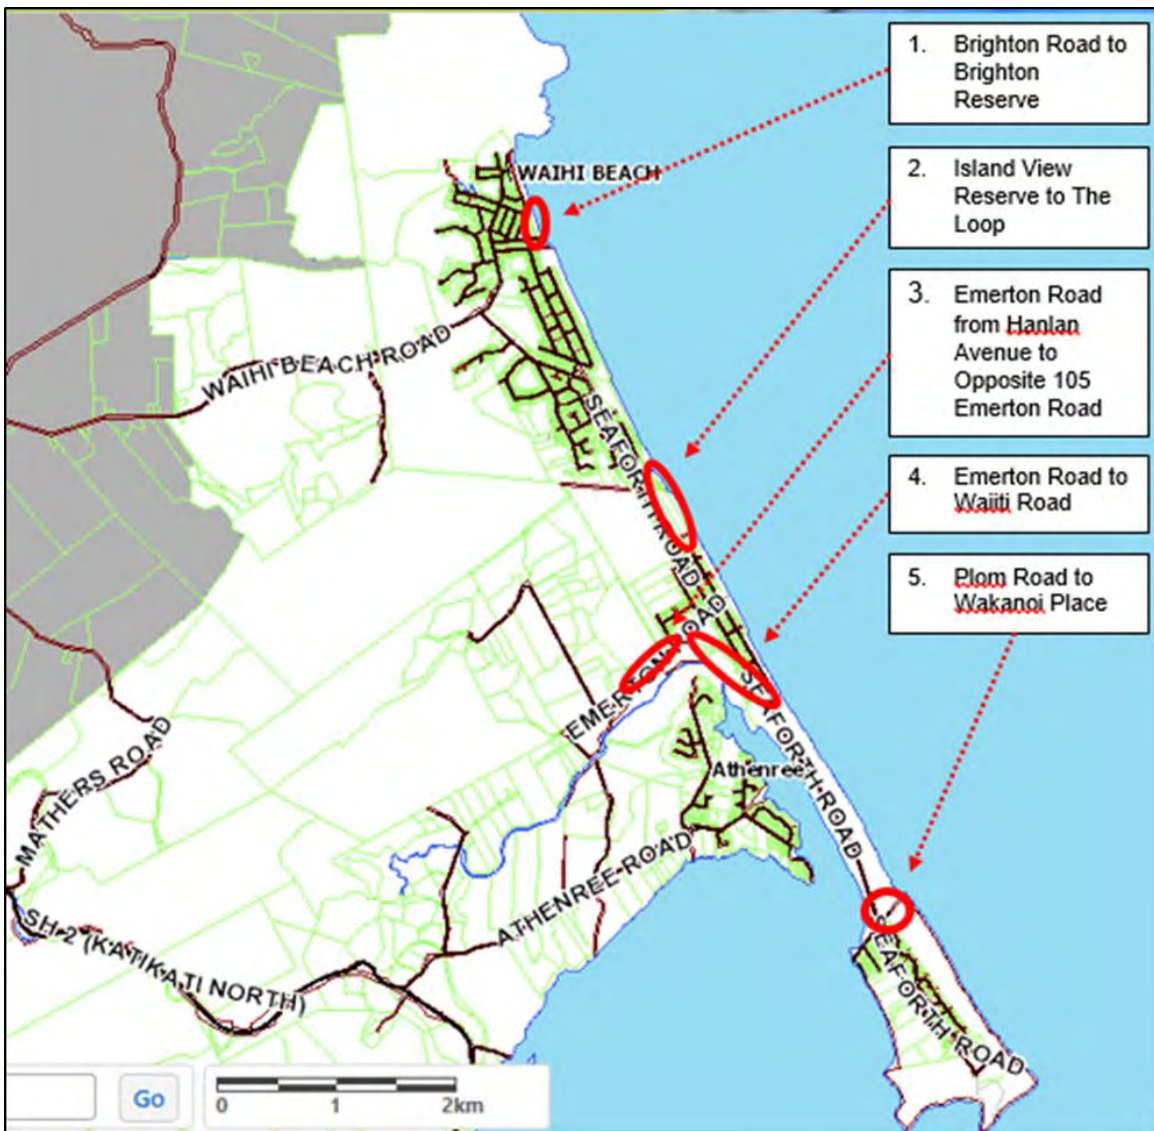 1. Brighton Road to
Brighton
Reserve
2. Island View
Reserve to The
Loop
3. Emerton Road
from Hanlan
Avenue to
Opposite 105
Emerton Road
4. Emerton Road to
Waiiti Road
5. Plom Road to
Wakanoi Place
WAIHI BEACH
WAIHI BEACH ROAD
SEAFORTH ROAD
ROAD
EMERTON
SEAFORTH ROAD
Athenree
MATHERS ROAD
ATHENREE ROAD
SH 2 (KATIKATI NORTH)
SEAFORTH ROAD
Go
0 1 2km